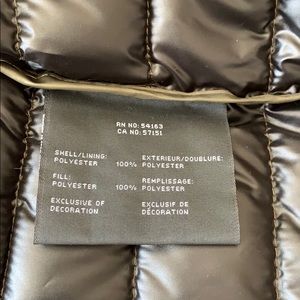 RN NO: 54163
CA NO: 57151
SHELL/LINING: EXTERIEUR/DOUBLURE:
POLYESTER 100% POLYESTER
FILL: REMPLISSAGE:
POLYESTER 100% POLYESTER
EXCLUSIVE OF EXCLUSIF DE
DECORATION DÉCORATION